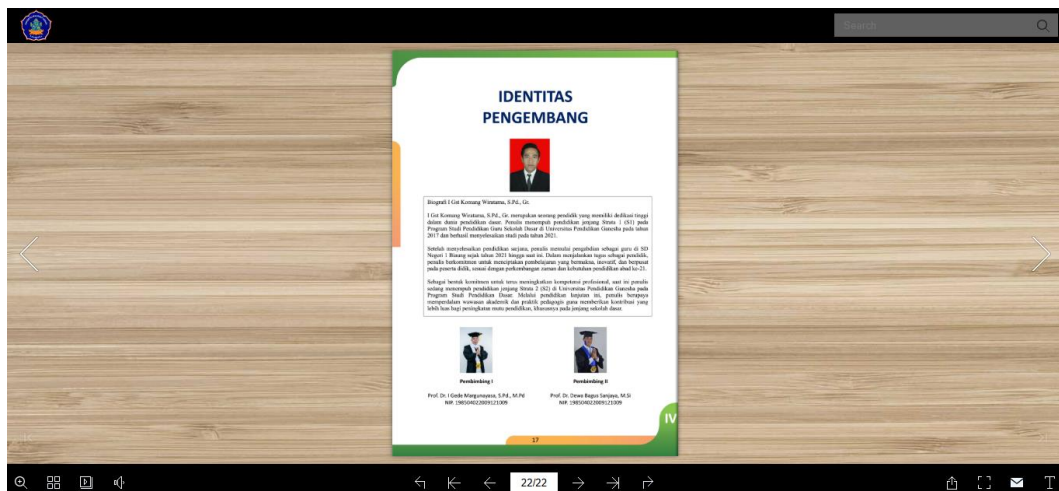 Search
IDENTITAS
PENGEMBANG
Biografi I Gst Komang Wiratama, S.Pd., Gr.
I Gst Komang Wiratama, S.Pd., Gr. merupakan seorang pendidik yang memiliki dedikasi tinggi
dalam dunia pendidikan dasar. Penulis menempuh pendidikan jenjang Strata 1 (S1) pada
Program Studi Pendidikan Guru Sekolah Dasar di Universitas Pendidikan Ganesha pada tahun
2017 dan berhasil menyelesaikan studi pada tahun 2021.
Setelah menyelesaikan pendidikan sarjana, penulis memulai pengabdian sebagai guru di SD
Negeri 1 Bisaung sejak tahun 2021 hingga saat ini. Dalam menjalankan tugas sebagai pendidik,
penulis berkomitmen untuk menciptakan pembelajaran yang bermakna, inovatif, dan berpusat
pada peserta didik, sesuai dengan perkembangan zaman dan kebutuhan pendidikan abad ke-21.
Sebagai bentuk komitmen untuk terus meningkatkan kompetensi profesional, saat ini penulis
sedang menempuh pendidikan jenjang Strata 2 (S2) di Universitas Pendidikan Ganesha pada
Program Studi Pendidikan Dasar. Melalui pendidikan lanjutan ini, penulis berupaya
memperdalam wawasan akademik dan praktik pedagogis guna memberikan kontribusi yang
lebih luas bagi peningkatan mutu pendidikan, khususnya pada jenjang sekolah dasar.
Pembimbing I
Prof. Dr. I Gede Margunayasa, S.Pd., M.Pd
NIP. 198504022009121009
Pembimbing II
Prof. Dr. Dewa Bagus Sanjaya, M.Si
NIP. 198504022009121009
IV
17
22/22